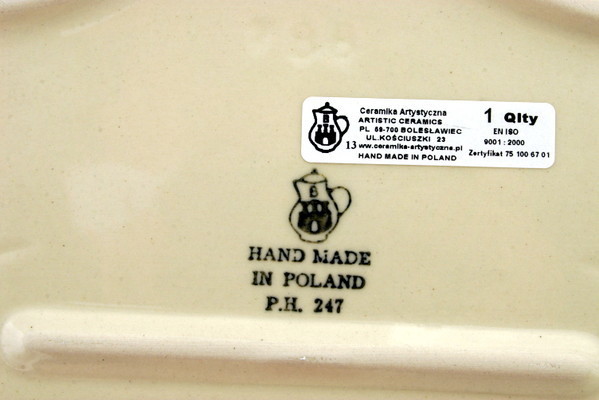 Ceramika Artystyczna
ARTISTIC CERAMICS
PL 59-700 BOLESŁAWIEC
UL.KOŚCIUSZKI 23
13 ww.ceramika-artystyczna.pl
HAND MADE IN POLAND
1 Qlty
EN ISO
9001 : 2000
Zertyfikat 75 100 67 01
B
HAND MADE
IN POLAND
P.H. 247